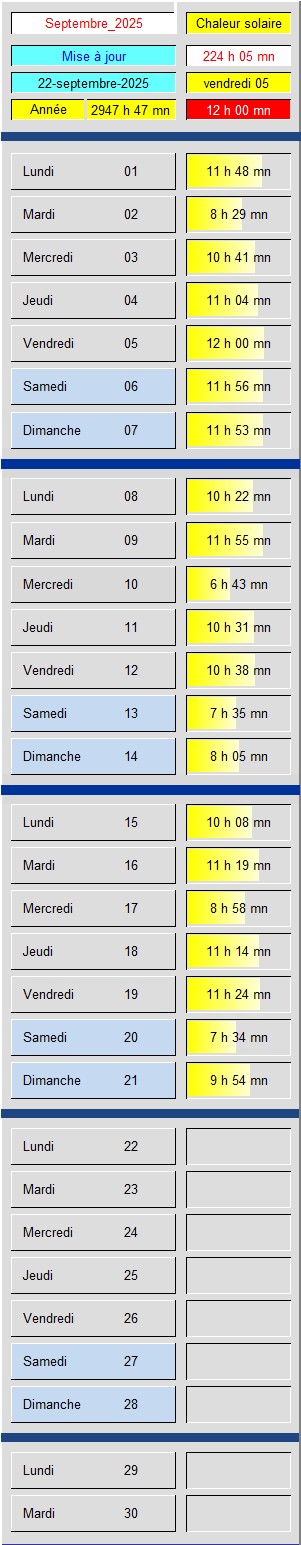 Septembre_2025 Chaleur solaire
Mise à jour 224 h 05 mn
22-septembre-2025 vendredi 05
Année 2947 h 47 mn 12 h 00 mn
Lundi 01 11 h 48 mn
Mardi 02 8 h 29 mn
Mercredi 03 10 h 41 mn
Jeudi 04 11 h 04 mn
Vendredi 05 12 h 00 mn
Samedi 06 11 h 56 mn
Dimanche 07 11 h 53 mn
Lundi 08 10 h 22 mn
Mardi 09 11 h 55 mn
Mercredi 10 6 h 43 mn
Jeudi 11 10 h 31 mn
Vendredi 12 10 h 38 mn
Samedi 13 7 h 35 mn
Dimanche 14 8 h 05 mn
Lundi 15 10 h 08 mn
Mardi 16 11 h 19 mn
Mercredi 17 8 h 58 mn
Jeudi 18 11 h 14 mn
Vendredi 19 11 h 24 mn
Samedi 20 7 h 34 mn
Dimanche 21 9 h 54 mn
Lundi 22
Mardi 23
Mercredi 24
Jeudi 25
Vendredi 26
Samedi 27
Dimanche 28
Lundi 29
Mardi 30